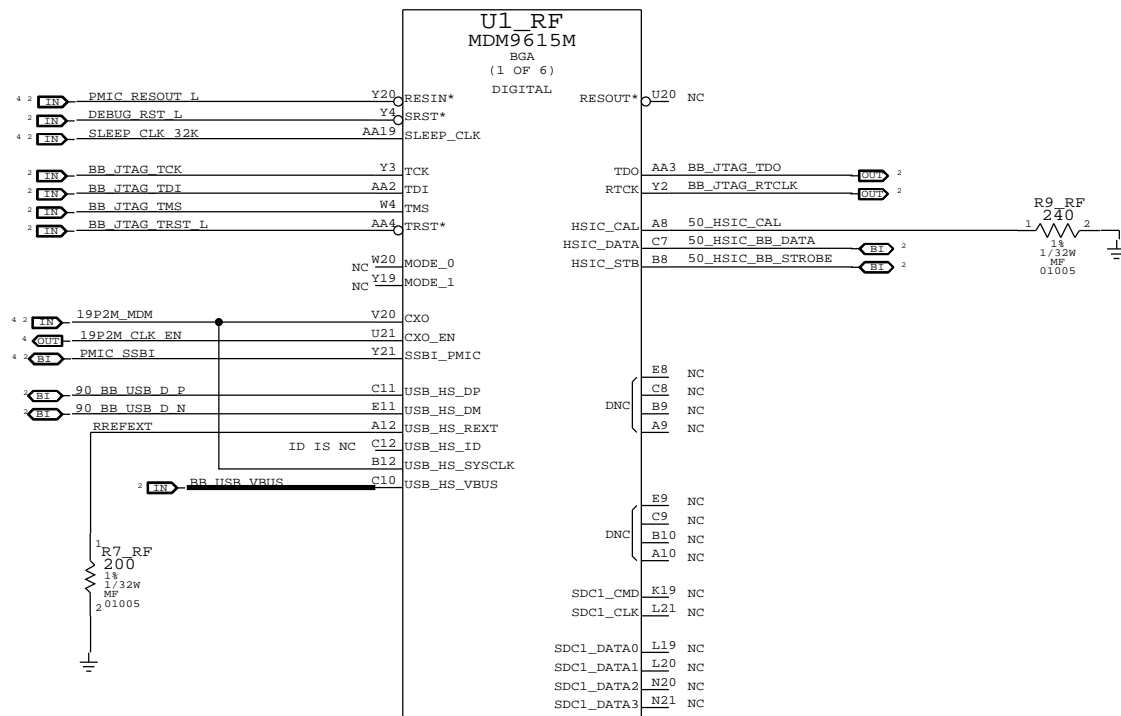 U1_RF
MDM9615M
BGA
(1 OF 6)
DIGITAL
4 2 IN PMIC_RESOUT_L Y20 RESIN*
RESOUT* U20 NC
2 IN DEBUG_RST_L Y4 SRST*
4 2 IN SLEEP_CLK_32K AA19 SLEEP_CLK
2 IN BB_JTAG_TCK Y3 TCK
TDO AA3 BB_JTAG_TDO OUT 2
2 IN BB_JTAG_TDI AA2 TDI
RTCK Y2 BB_JTAG_RTCLK OUT 2
2 IN BB_JTAG_TMS W4 TMS
2 IN BB_JTAG_TRST_L AA4 TRST*
HSIC_CAL A8 50_HSIC_CAL
R9_RF
240
1 2
1%
1/32W
MF
01005
HSIC_DATA C7 50_HSIC_BB_DATA BI 2
HSIC_STB B8 50_HSIC_BB_STROBE BI 2
NC W20 MODE_0
NC Y19 MODE_1
4 2 IN 19P2M_MDM V20 CXO
4 OUT 19P2M_CLK_EN U21 CXO_EN
4 2 BI PMIC_SSBI Y21 SSBI_PMIC
2 BI 90_BB_USB_D_P C11 USB_HS_DP
2 BI 90_BB_USB_D_N E11 USB_HS_DM
RREFEXT A12 USB_HS_REXT
ID IS NC C12 USB_HS_ID
B12 USB_HS_SYSCLK
2 IN BB_USB_VBUS C10 USB_HS_VBUS
DNC
E8 NC
C8 NC
B9 NC
A9 NC
DNC
E9 NC
C9 NC
B10 NC
A10 NC
1
R7_RF
200
1%
1/32W
MF
2 01005
SDC1_CMD K19 NC
SDC1_CLK L21 NC
SDC1_DATA0 L19 NC
SDC1_DATA1 L20 NC
SDC1_DATA2 N20 NC
SDC1_DATA3 N21 NC